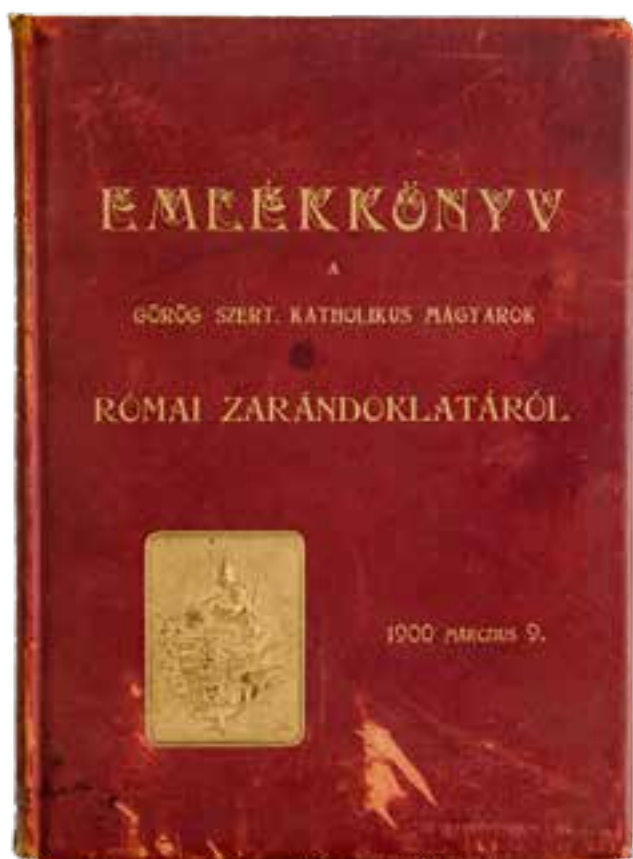 EMLÉKKÖNYV
A
GÖRÖG SZERT. KATHOLIKUS MAGYAROK
RÓMAI ZARÁNDOKLATÁRÓL
1900 MÁRCZIUS 9.